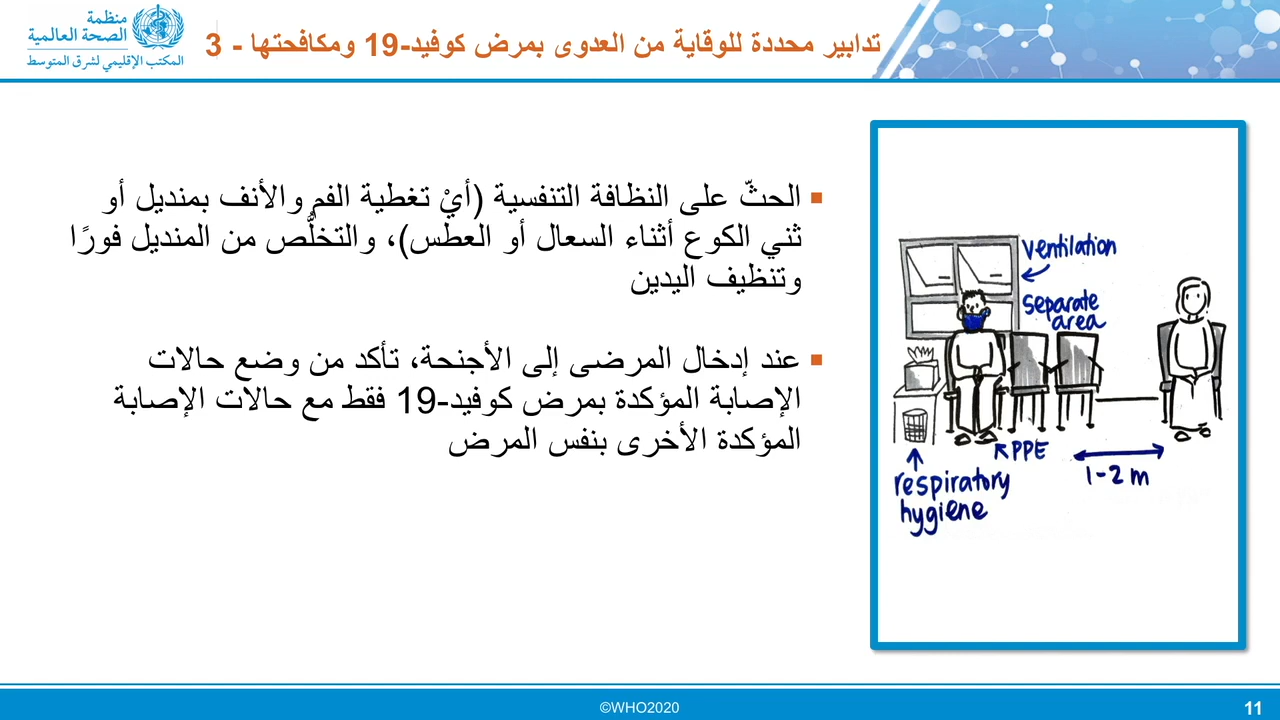 منظمة
الصحة العالمية
المكتب الإقليمي لشرق المتوسط
تدابير محددة للوقاية من العدوى بمرض كوفيد-19 ومكافحتها - 3
▪ الحثّ على النظافة التنفسية (أيْ تغطية الفم والأنف بمنديل أو
ثني الكوع أثناء السعال أو العطس)، والتخلُّص من المنديل فورًا
وتنظيف اليدين
▪ عند إدخال المرضى إلى الأجنحة، تأكد من وضع حالات
الإصابة المؤكدة بمرض كوفيد-19 فقط مع حالات الإصابة
المؤكدة الأخرى بنفس المرض
ventilation
separate
area
PPE
1-2 m
respiratory
hygiene
©WHO2020
11